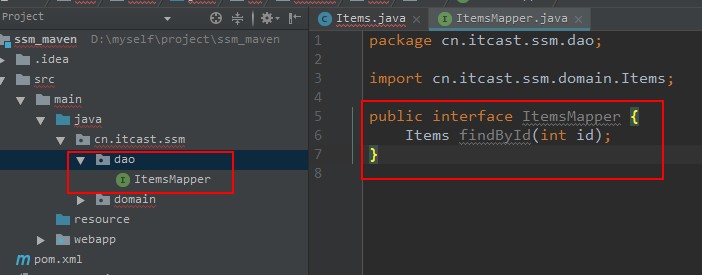 Project
ssm_maven D:\myself\project\ssm_maven
.idea
src
main
java
cn.itcast.ssm
dao
ItemsMapper
domain
resource
webapp
pom.xml
Items.java
ItemsMapper.java
1 package cn.itcast.ssm.dao;
2
3 import cn.itcast.ssm.domain.Items;
4
5 public interface ItemsMapper {
6 Items findById(int id);
7 }
8